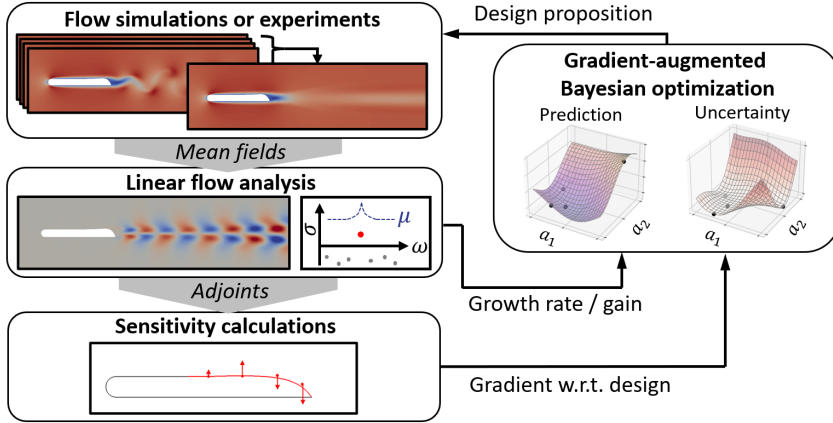 Flow simulations or experiments
Mean fields
Linear flow analysis
σ
μ
ω
Adjoints
Sensitivity calculations
Design proposition
Gradient-augmented
Bayesian optimization
Prediction
Uncertainty
a₁
a₂
a₁
a₂
Growth rate / gain
Gradient w.r.t. design